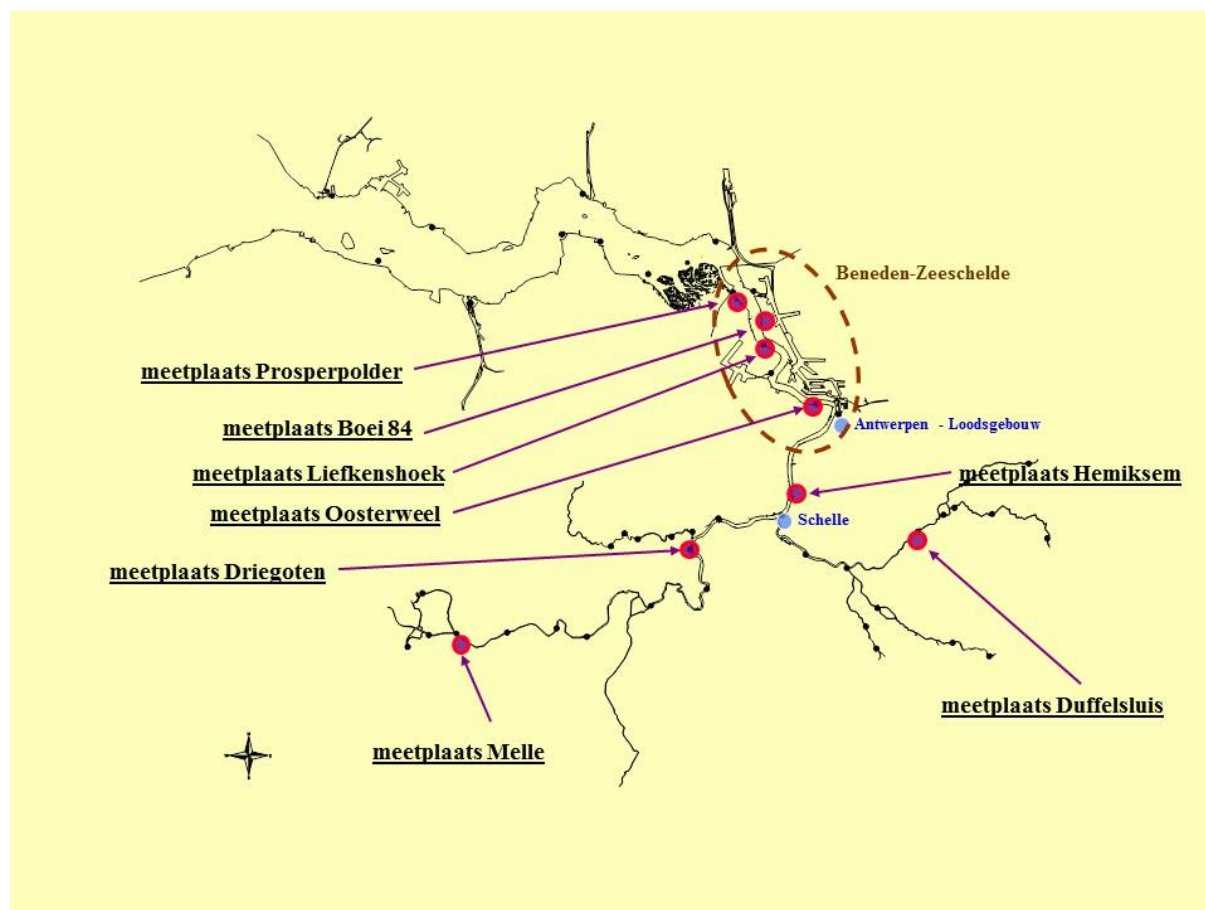 Beneden-Zeeschelde
meetplaats Prosperpolder
meetplaats Boei 84
Antwerpen - Loodsgebouw
meetplaats Liefkenshoek
meetplaats Hemiksem
meetplaats Oosterweel
Schelle
meetplaats Driegoten
meetplaats Duffelsluis
meetplaats Melle